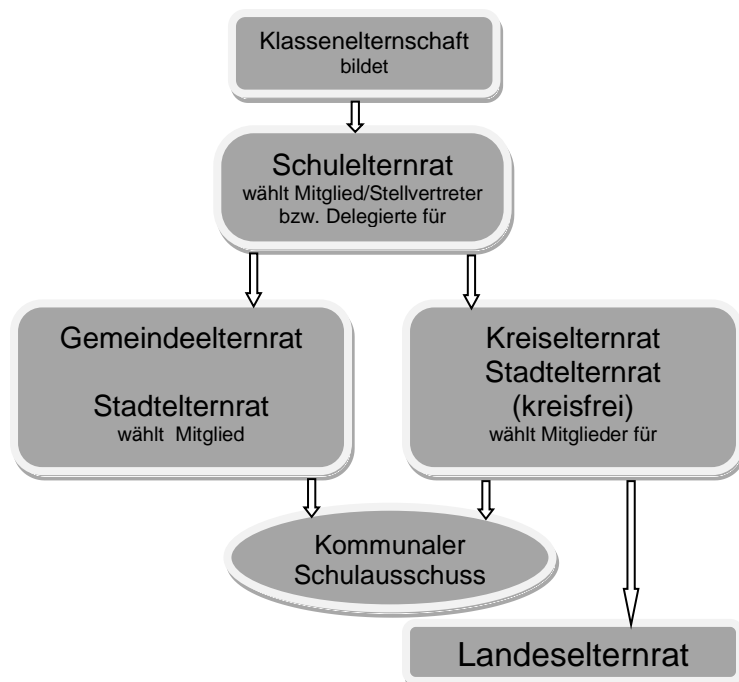 Klassenelternschaft
bildet
Schulelternrat
wählt Mitglied/Stellvertreter
bzw. Delegierte für
Gemeindeelternrat
Stadtelternrat
wählt Mitglied
Kreiselternrat
Stadtelternrat
(kreisfrei)
wählt Mitglieder für
Kommunaler
Schulausschuss
Landeselternrat